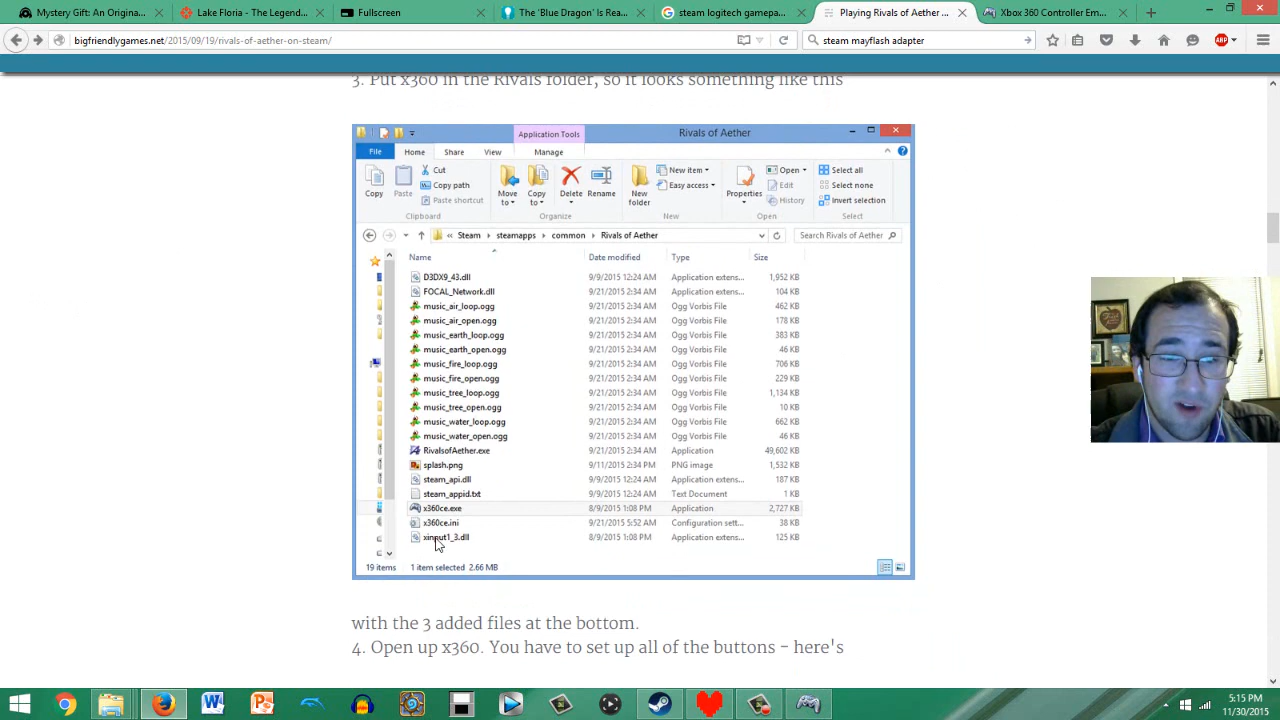 Mystery Gift: An Origina...
Lake Floria - The Legend...
Fullscreen
The 'Blue Dragon' Is Rea...
steam logitech gamepa...
Playing Rivals of Aether ...
Xbox 360 Controller Em...
bigfriendlygames.net/2015/09/19/rivals-of-aether-on-steam/
steam mayflash adapter
ABP
3. Put x360 in the Rivals folder, so it looks something like this
Application Tools
Rivals of Aether
File
Home
Share
View
Manage
Copy
Paste
Cut
Copy path
Paste shortcut
Clipboard
Move to
Copy to
Delete
Rename
Organize
New folder
New item
Easy access
New
Properties
Open
Edit
History
Open
Select all
Select none
Invert selection
Select
« Steam › steamapps › common › Rivals of Aether
Search Rivals of Aether
Name Date modified Type Size
D3DX9_43.dll 9/9/2015 12:24 AM Application extens... 1,952 KB
FOCAL_Network.dll 9/21/2015 2:34 AM Application extens... 104 KB
music_air_loop.ogg 9/21/2015 2:34 AM Ogg Vorbis File 462 KB
music_air_open.ogg 9/21/2015 2:34 AM Ogg Vorbis File 178 KB
music_earth_loop.ogg 9/21/2015 2:34 AM Ogg Vorbis File 383 KB
music_earth_open.ogg 9/21/2015 2:34 AM Ogg Vorbis File 46 KB
music_fire_loop.ogg 9/21/2015 2:34 AM Ogg Vorbis File 706 KB
music_fire_open.ogg 9/21/2015 2:34 AM Ogg Vorbis File 229 KB
music_tree_loop.ogg 9/21/2015 2:34 AM Ogg Vorbis File 1,134 KB
music_tree_open.ogg 9/21/2015 2:34 AM Ogg Vorbis File 10 KB
music_water_loop.ogg 9/21/2015 2:34 AM Ogg Vorbis File 662 KB
music_water_open.ogg 9/21/2015 2:34 AM Ogg Vorbis File 46 KB
RivalsofAether.exe 9/21/2015 2:34 AM Application 49,602 KB
splash.png 9/11/2015 2:34 PM PNG image 1,532 KB
steam_api.dll 9/9/2015 12:24 AM Application extens... 187 KB
steam_appid.txt 9/9/2015 12:24 AM Text Document 1 KB
x360ce.exe 8/9/2015 1:08 PM Application 2,727 KB
x360ce.ini 9/21/2015 5:52 AM Configuration sett... 38 KB
xinput1_3.dll 8/9/2015 1:08 PM Application extens... 125 KB
19 items 1 item selected 2.66 MB
with the 3 added files at the bottom.
4. Open up x360. You have to set up all of the buttons - here's
5:15 PM
11/30/2015